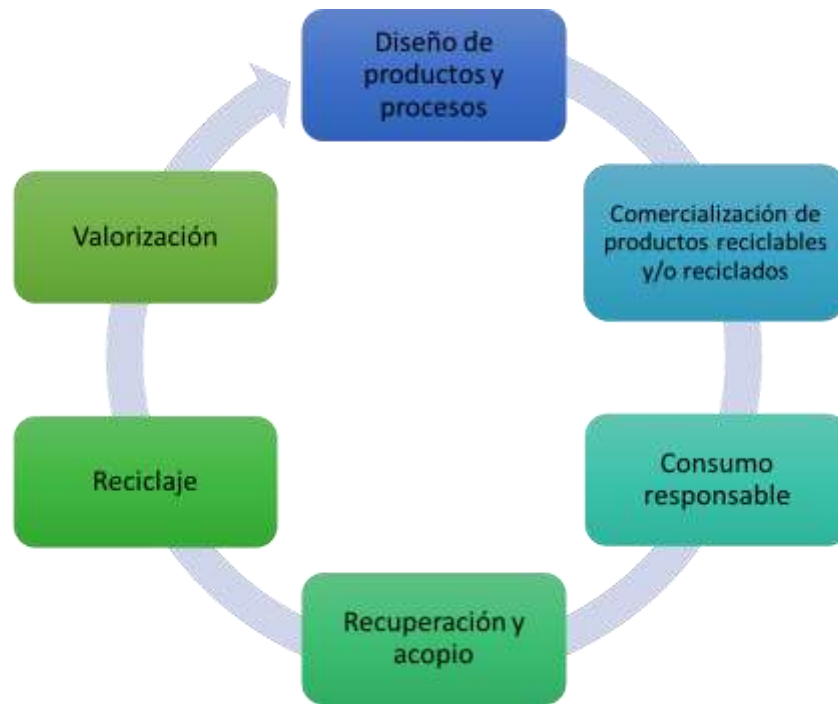 Diseño de
productos y
procesos
Comercialización de
productos reciclables
y/o reciclados
Consumo
responsable
Recuperación y
acopio
Reciclaje
Valorización